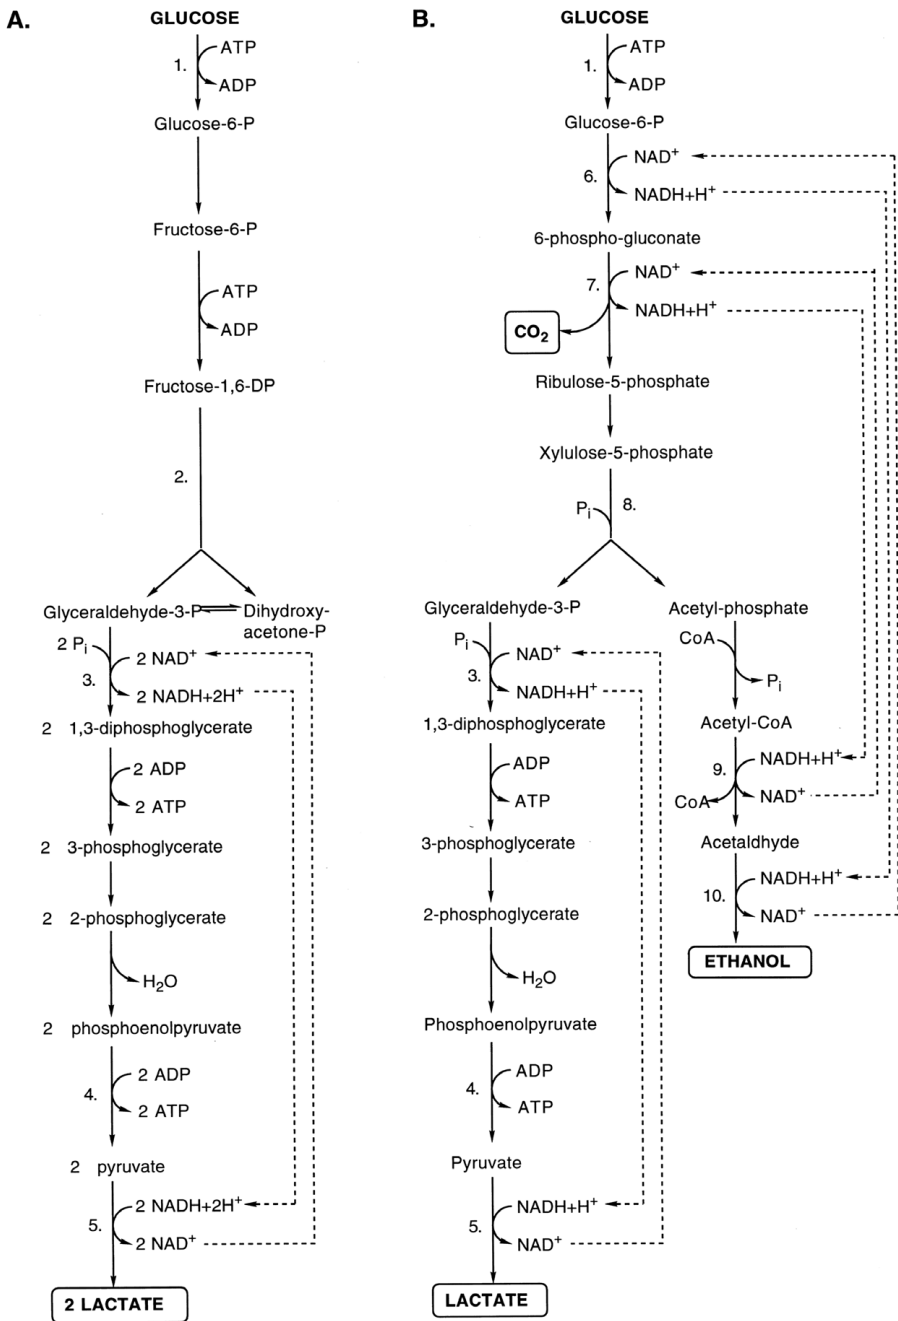 A.
GLUCOSE
1.
ATP
ADP
Glucose-6-P
Fructose-6-P
ATP
ADP
Fructose-1,6-DP
2.
Glyceraldehyde-3-P
Dihydroxy-
acetone-P
2 Pi
2 NAD+
3.
2 NADH+2H+
2 1,3-diphosphoglycerate
2 ADP
2 ATP
2 3-phosphoglycerate
2 2-phosphoglycerate
H2O
2 phosphoenolpyruvate
2 ADP
4.
2 ATP
2 pyruvate
2 NADH+2H+
5.
2 NAD+
2 LACTATE
B.
GLUCOSE
ATP
1.
ADP
Glucose-6-P
NAD+
6.
NADH+H+
6-phospho-gluconate
NAD+
7.
NADH+H+
CO2
Ribulose-5-phosphate
Xylulose-5-phosphate
Pi
8.
Glyceraldehyde-3-P
Pi
NAD+
3.
NADH+H+
1,3-diphosphoglycerate
ADP
ATP
3-phosphoglycerate
2-phosphoglycerate
H2O
Phosphoenolpyruvate
ADP
4.
ATP
Pyruvate
NADH+H+
5.
NAD+
LACTATE
Acetyl-phosphate
CoA
Pi
Acetyl-CoA
NADH+H+
9.
CoA
NAD+
Acetaldhyde
NADH+H+
10.
NAD+
ETHANOL